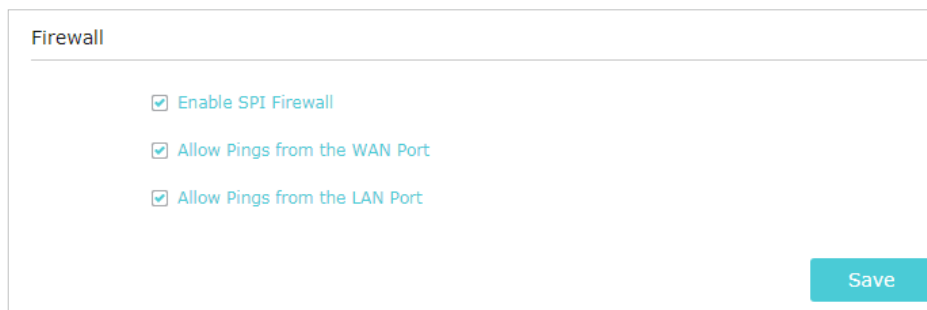 Firewall
Enable SPI Firewall
Allow Pings from the WAN Port
Allow Pings from the LAN Port
Save